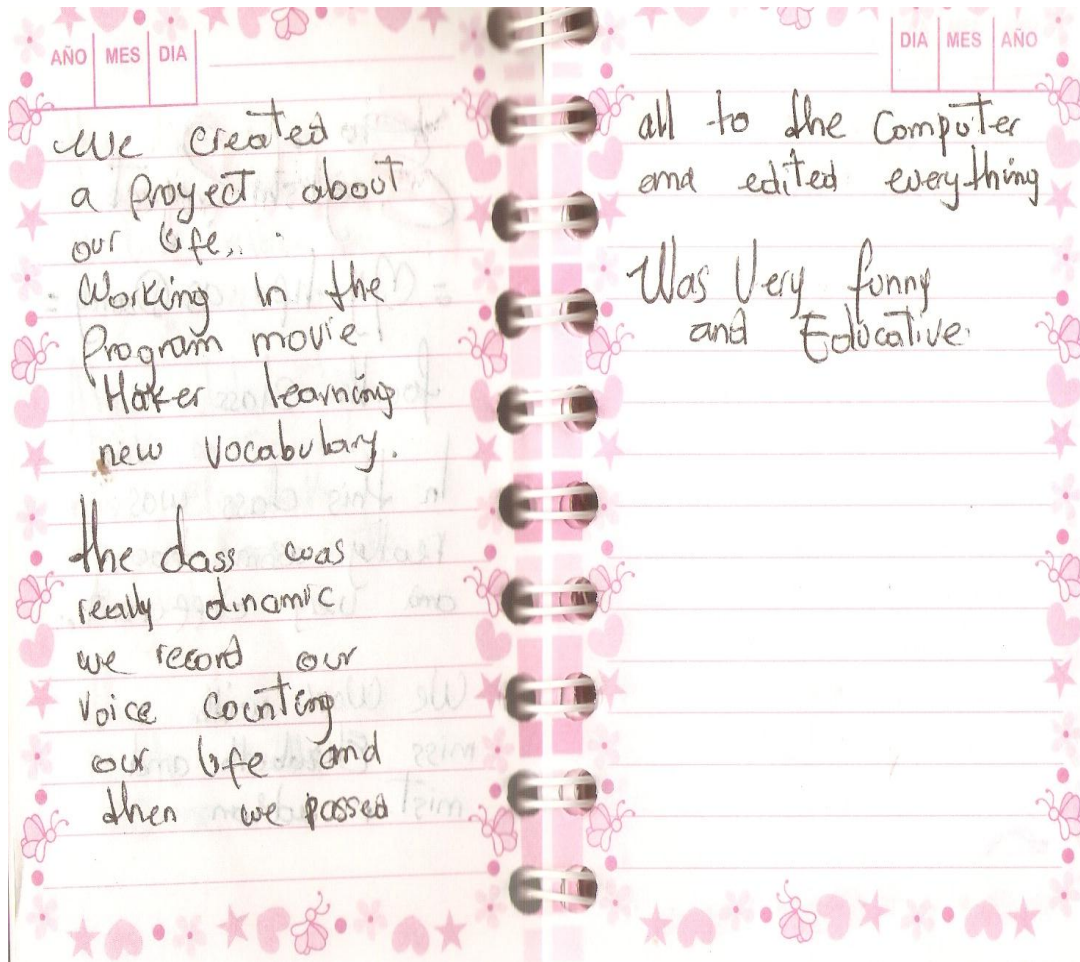 AÑO MES DIA
We created
a Proyect about
our life...
Working In the
Program movie
Maker learning
new vocabulary.
the class was
really dinamic
we record our
voice counting
our life and
then we passed
DIA MES AÑO
all to the computer
and edited everything
Was Very funny
and Educative.